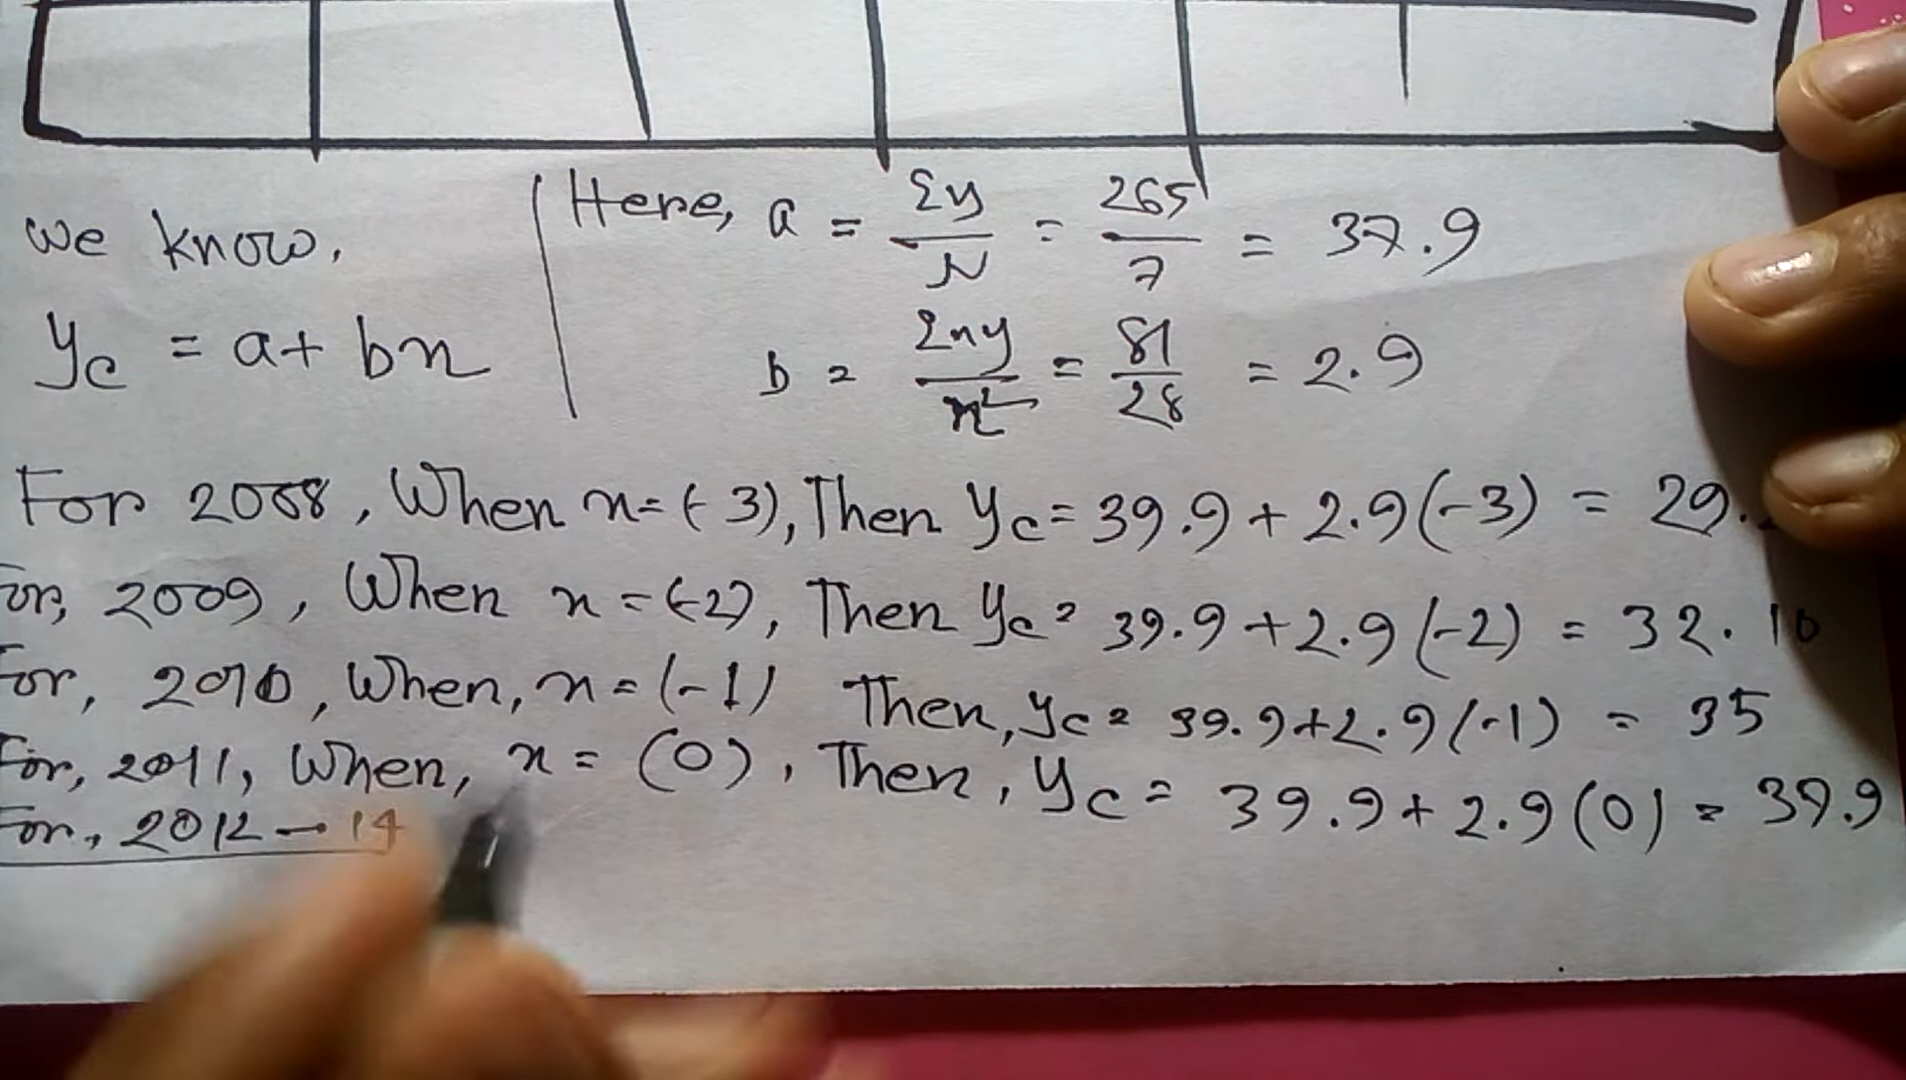 we know,
yc = a + bx
Here, a = Σy/N = 265/7 = 37.9
b = Σxy/x² = 81/28 = 2.9
For 2008, When x = (-3), Then yc = 39.9 + 2.9 (-3) = 29.
For, 2009, When x = (-2), Then yc = 39.9 + 2.9 (-2) = 32.10
For, 2010, When, x = (-1) Then, yc = 39.9 + 2.9 (-1) = 35
For, 2011, When, x = (0), Then, yc = 39.9 + 2.9 (0) = 37.9
For, 2012 – 14